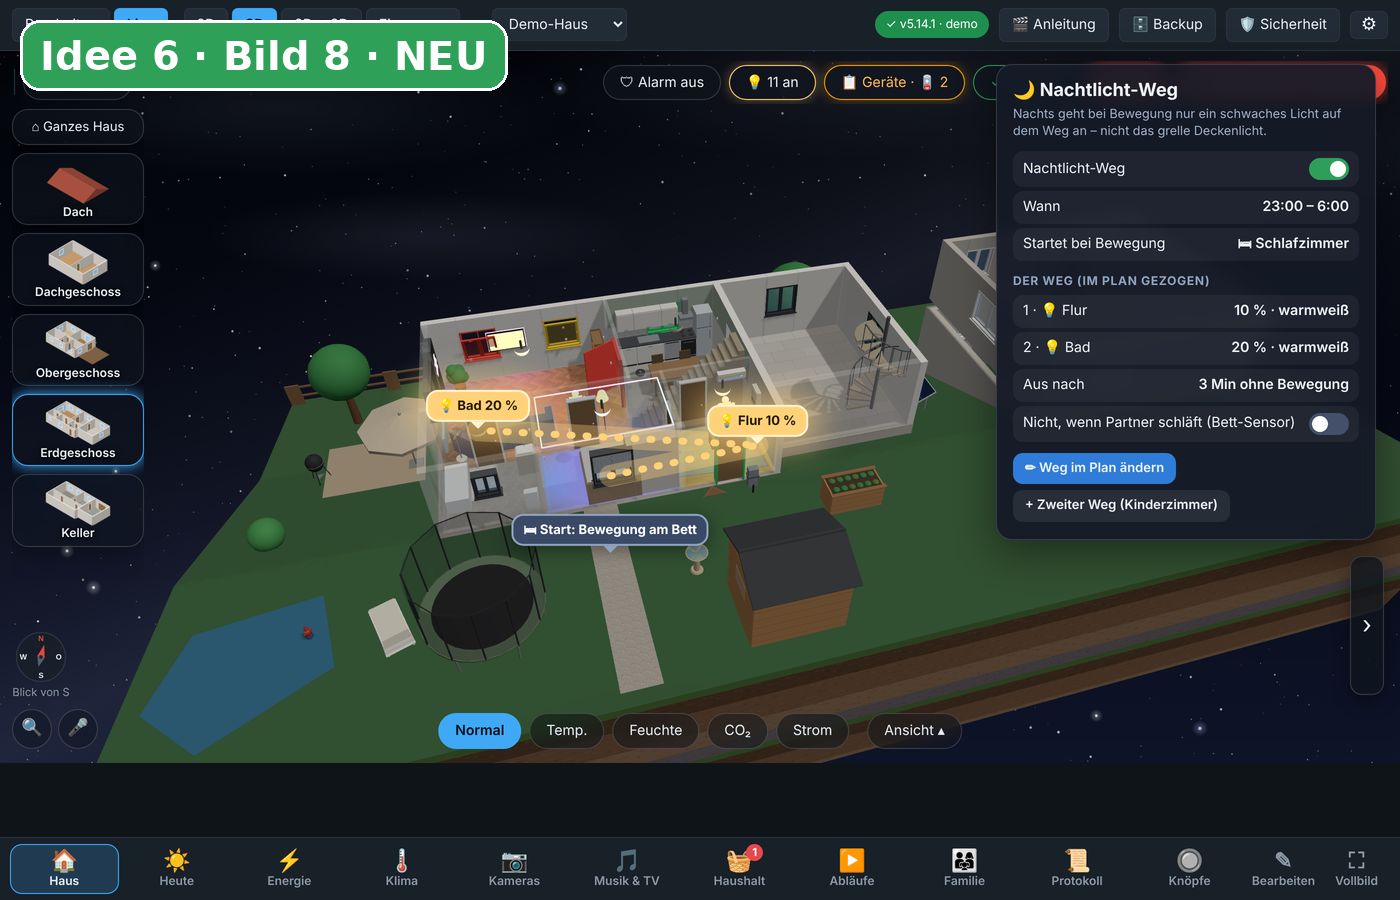 Idee 6 · Bild 8 · NEU
Demo-Haus
✓ v5.14.1 · demo
🎬 Anleitung
🗄️ Backup
🛡️ Sicherheit
⚙
🛡 Alarm aus
💡 11 an
📋 Geräte · 🪫 2
⌂ Ganzes Haus
Dach
Dachgeschoss
Obergeschoss
Erdgeschoss
Keller
🌙 Nachtlicht-Weg
Nachts geht bei Bewegung nur ein schwaches Licht auf
dem Weg an – nicht das grelle Deckenlicht.
Nachtlicht-Weg
Wann 23:00 – 6:00
Startet bei Bewegung 🛏 Schlafzimmer
DER WEG (IM PLAN GEZOGEN)
1 · 💡 Flur 10 % · warmweiß
2 · 💡 Bad 20 % · warmweiß
Aus nach 3 Min ohne Bewegung
Nicht, wenn Partner schläft (Bett-Sensor)
✏ Weg im Plan ändern
+ Zweiter Weg (Kinderzimmer)
💡 Bad 20 %
💡 Flur 10 %
🛏 Start: Bewegung am Bett
N
W O
S
Blick von S
Normal
Temp.
Feuchte
CO₂
Strom
Ansicht ▴
›
Haus
Heute
Energie
Klima
Kameras
Musik & TV
Haushalt
1
Abläufe
Familie
Protokoll
Knöpfe
Bearbeiten
Vollbild